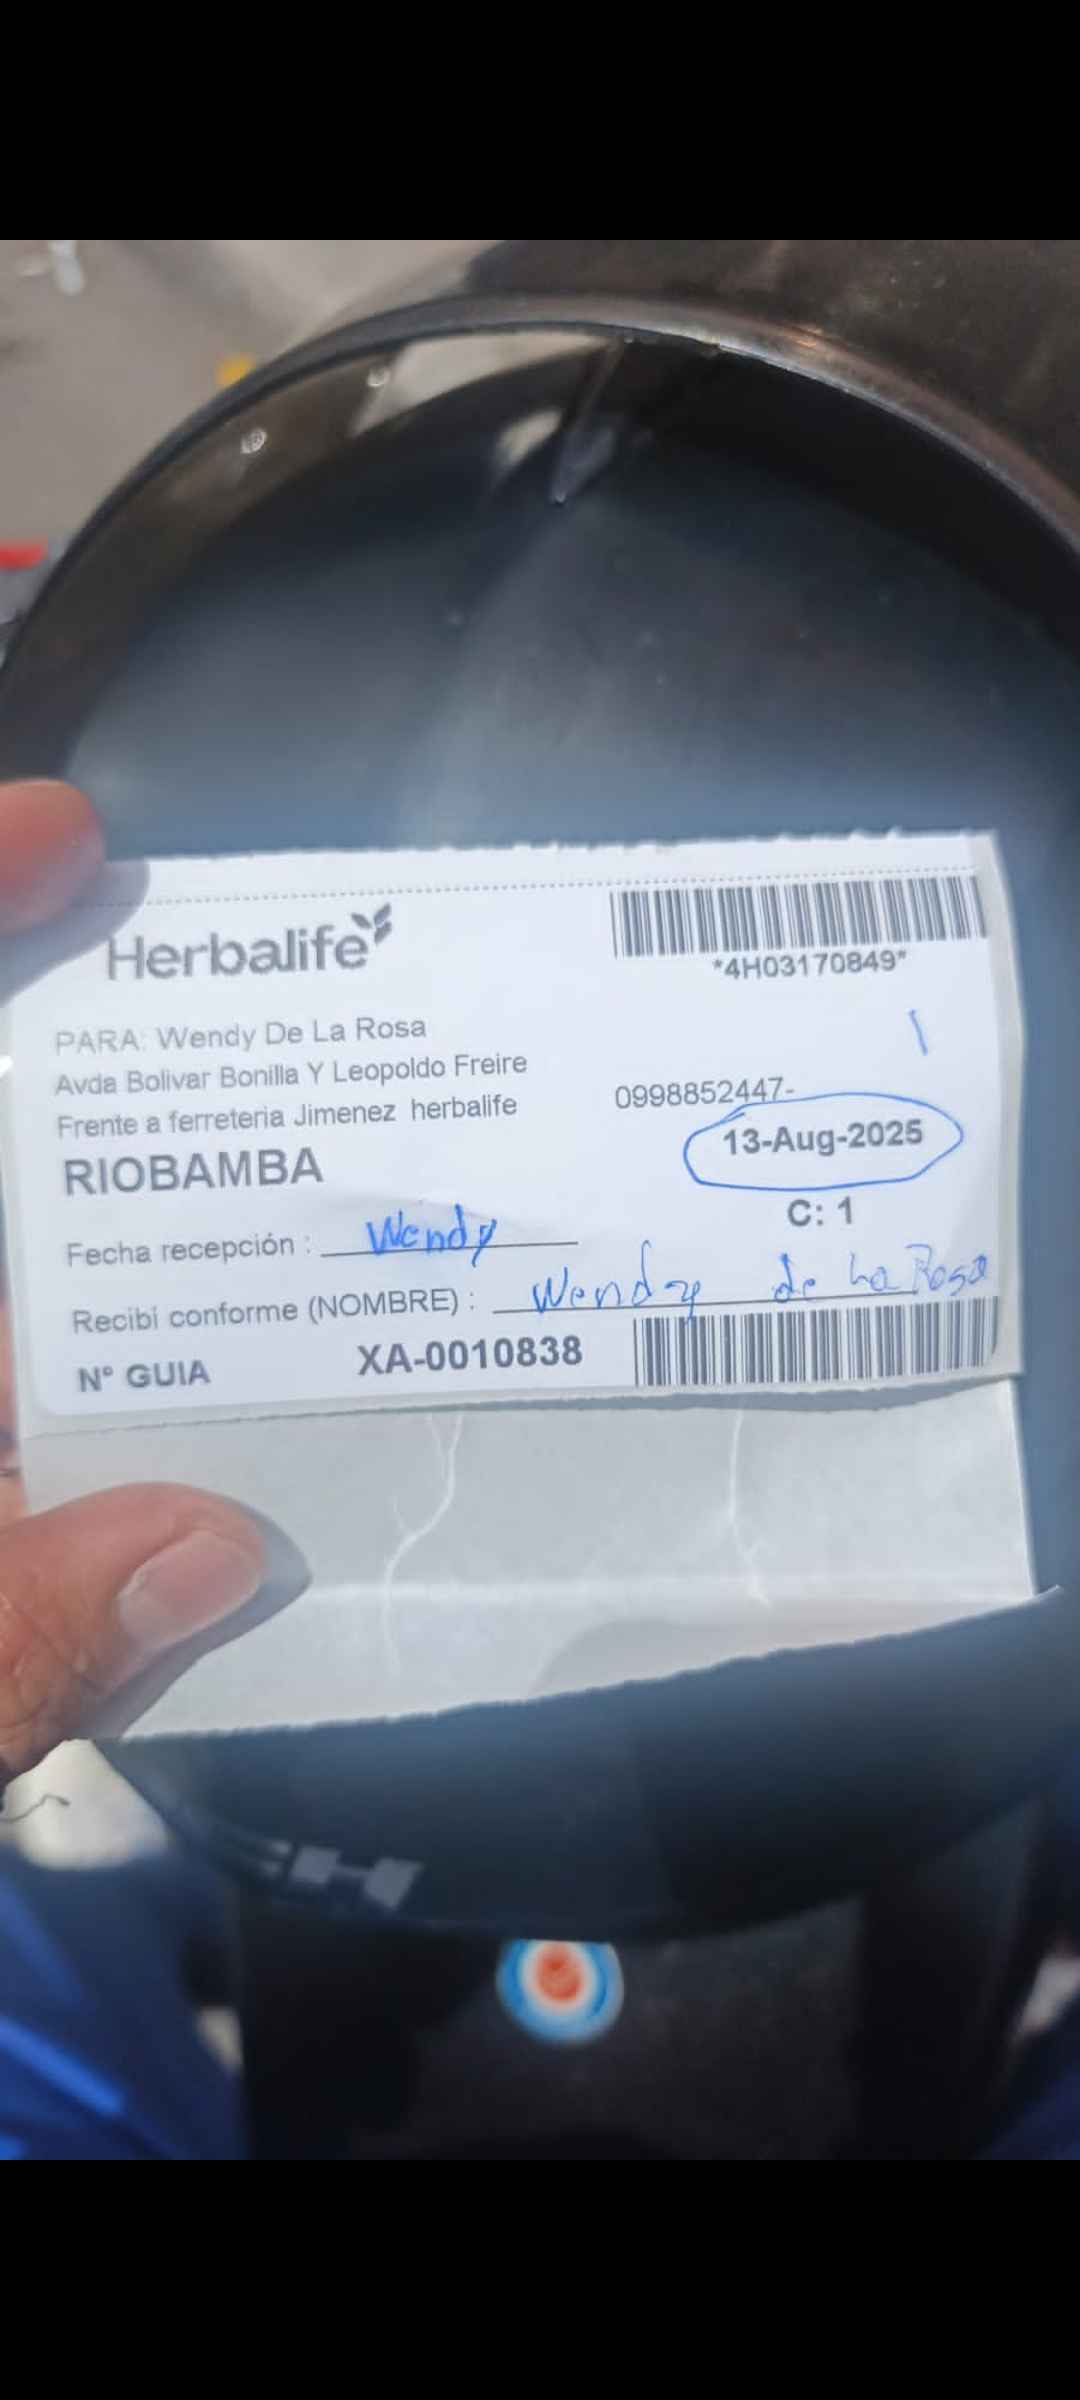 Herbalife
*4H03170849*
PARA: Wendy De La Rosa
Avda Bolivar Bonilla Y Leopoldo Freire
Frente a ferreteria Jimenez herbalife
0998852447-
RIOBAMBA
13-Aug-2025
C: 1
Fecha recepción : Wendy
Recibí conforme (NOMBRE) : Wendy de La Rosa
N° GUIA XA-0010838